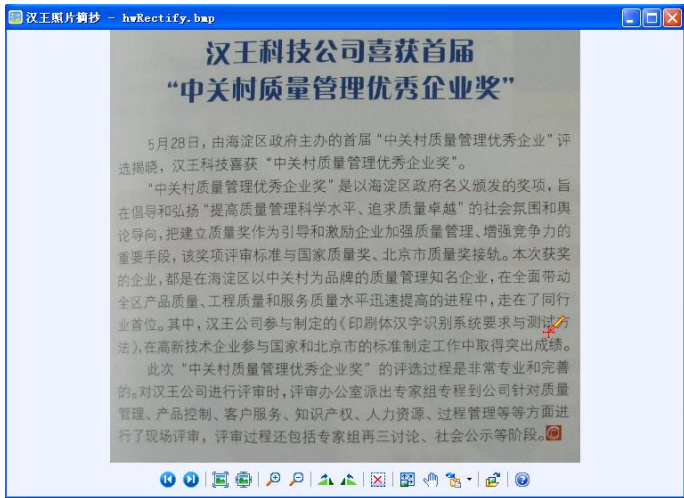 汉王照片摘抄 - hwRectify.bmp
汉王科技公司喜获首届
“中关村质量管理优秀企业奖”
5月28日，由海淀区政府主办的首届“中关村质量管理优秀企业”评
选揭晓，汉王科技喜获“中关村质量管理优秀企业奖”。
“中关村质量管理优秀企业奖”是以海淀区政府名义颁发的奖项，旨
在倡导和弘扬“提高质量管理科学水平、追求质量卓越”的社会氛围和舆
论导向，把建立质量奖作为引导和激励企业加强质量管理、增强竞争力的
重要手段，该奖项评审标准与国家质量奖、北京市质量奖接轨。本次获奖
的企业，都是在海淀区以中关村为品牌的质量管理知名企业，在全面带动
全区产品质量、工程质量和服务质量水平迅速提高的进程中，走在了同行
业首位。其中，汉王公司参与制定的《印刷体汉字识别系统要求与测试方
法》，在高新技术企业参与国家和北京市的标准制定工作中取得突出成绩。
此次“中关村质量管理优秀企业奖”的评选过程是非常专业和完善
的。对汉王公司进行评审时，评审办公室派出专家组专程到公司针对质量
管理、产品控制、客户服务、知识产权、人力资源、过程管理等等方面进
行了现场评审，评审过程还包括专家组再三讨论、社会公示等阶段。